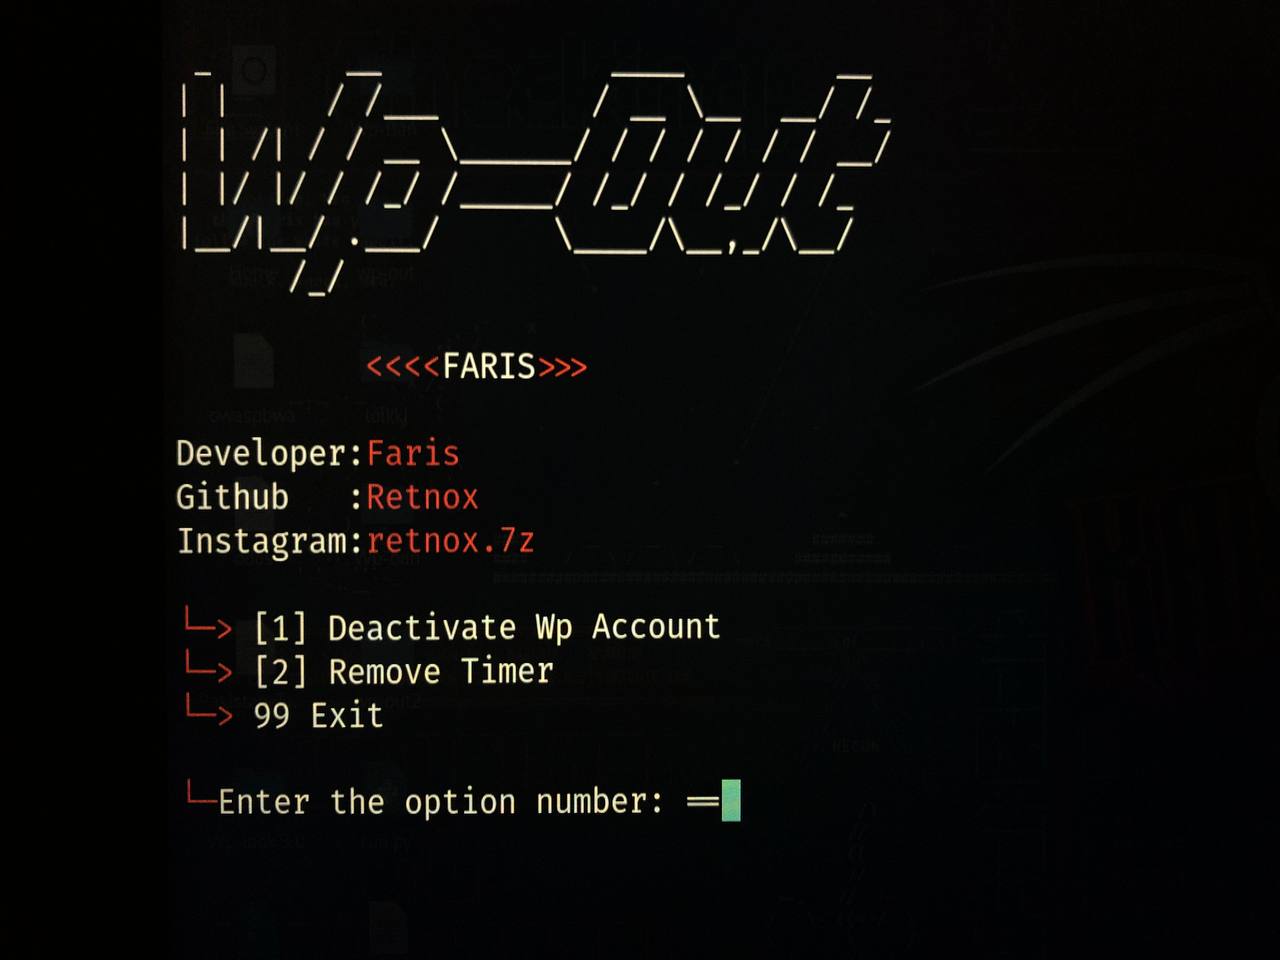 Wp-Out
<<<<FARIS>>>
Developer:Faris
Github   :Retnox
Instagram:retnox.7z
└─> [1] Deactivate Wp Account
└─> [2] Remove Timer
└─> 99 Exit
└─Enter the option number: ==